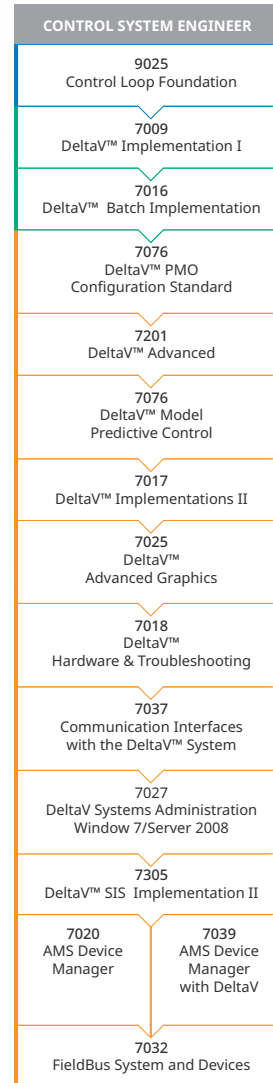 CONTROL SYSTEM ENGINEER
9025
Control Loop Foundation
7009
DeltaV™ Implementation I
7016
DeltaV™ Batch Implementation
7076
DeltaV™ PMO
Configuration Standard
7201
DeltaV™ Advanced
7076
DeltaV™ Model
Predictive Control
7017
DeltaV™ Implementations II
7025
DeltaV™
Advanced Graphics
7018
DeltaV™
Hardware & Troubleshooting
7037
Communication Interfaces
with the DeltaV™ System
7027
DeltaV Systems Administration
Window 7/Server 2008
7305
DeltaV™ SIS Implementation II
7020
AMS Device
Manager
7039
AMS Device
Manager
with DeltaV
7032
FieldBus System and Devices